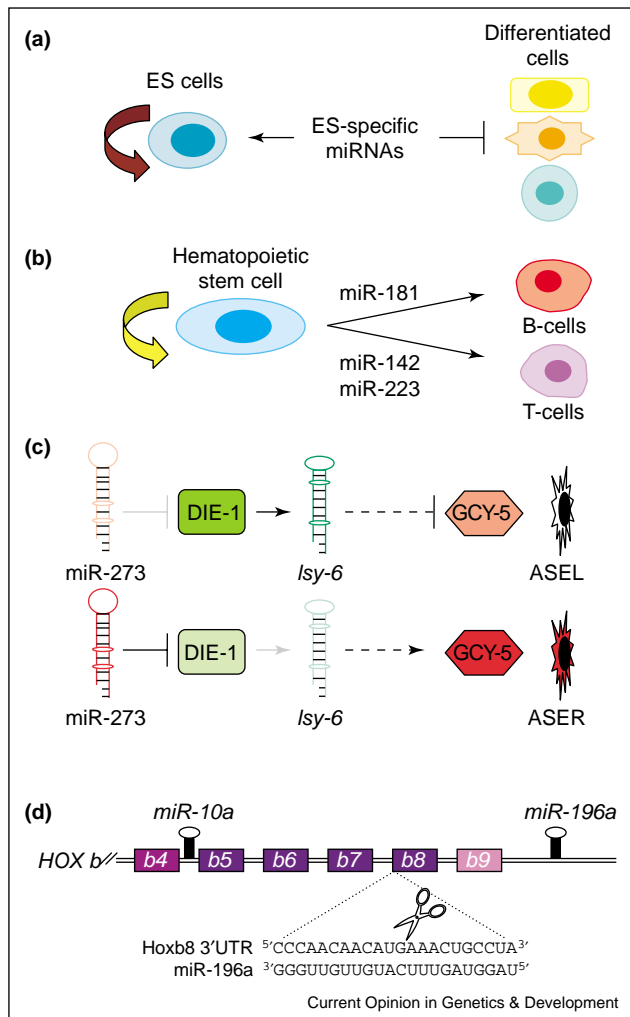 (a)
Differentiated
cells
ES cells
ES-specific
miRNAs
(b)
Hematopoietic
stem cell
miR-181
B-cells
miR-142
miR-223
T-cells
(c)
DIE-1
GCY-5
miR-273
lsy-6
ASEL
DIE-1
GCY-5
miR-273
lsy-6
ASER
(d)
miR-10a
miR-196a
HOX b
b4
b5
b6
b7
b8
b9
Hoxb8 3′UTR 5′CCCAACAACAUGAAACUGCCUA3′
miR-196a 3′GGGUUGUUGUACUUUGAUGGAU5′
Current Opinion in Genetics & Development